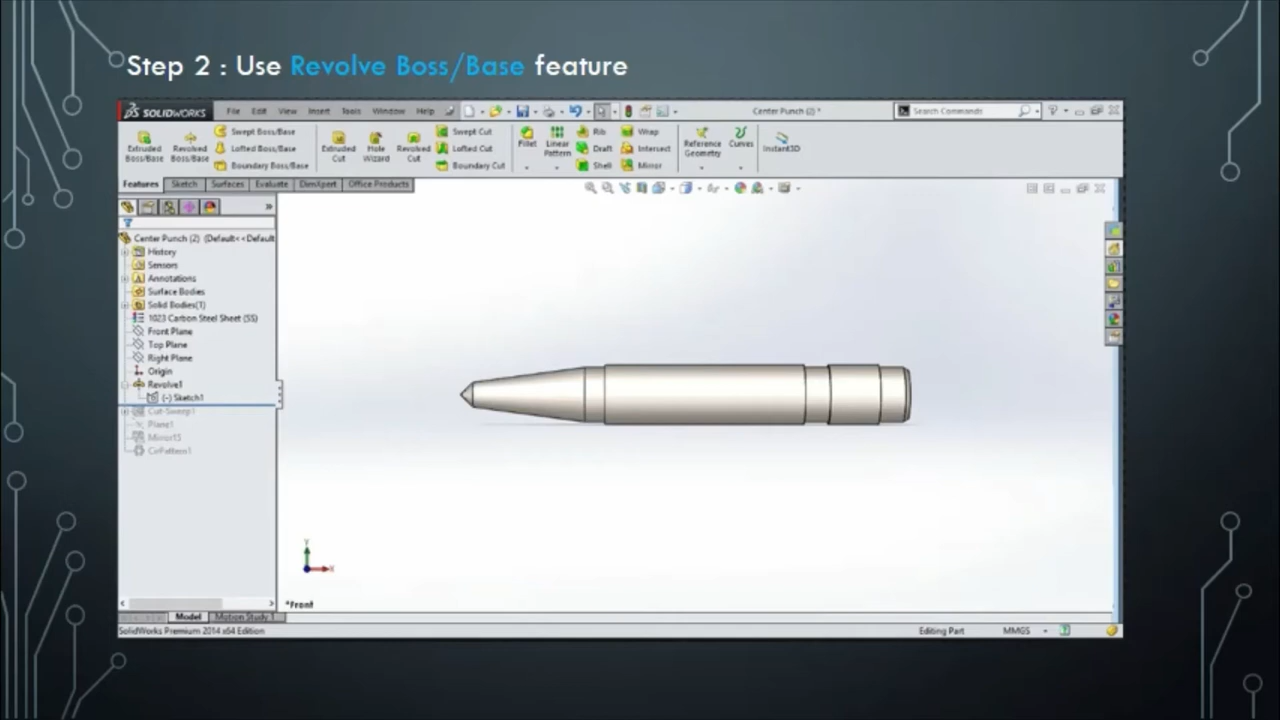 Step 2 : Use Revolve Boss/Base feature
SOLIDWORKS File Edit View Insert Tools Window Help Center Punch (2) * Search Commands
Extruded Boss/Base
Revolved Boss/Base
Swept Boss/Base
Lofted Boss/Base
Boundary Boss/Base
Extruded Cut
Hole Wizard
Revolved Cut
Swept Cut
Lofted Cut
Boundary Cut
Fillet
Linear Pattern
Rib
Draft
Shell
Wrap
Intersect
Mirror
Reference Geometry
Curves
Instant3D
Features Sketch Surfaces Evaluate DimXpert Office Products
Center Punch (2) (Default<<Default
History
Sensors
Annotations
Surface Bodies
Solid Bodies(1)
1023 Carbon Steel Sheet (SS)
Front Plane
Top Plane
Right Plane
Origin
Revolve1
(-) Sketch1
Cut-Sweep1
Plane1
Mirror15
CirPattern1
Y
X
*Front
Model Motion Study 1
SolidWorks Premium 2014 x64 Edition Editing Part MMGS